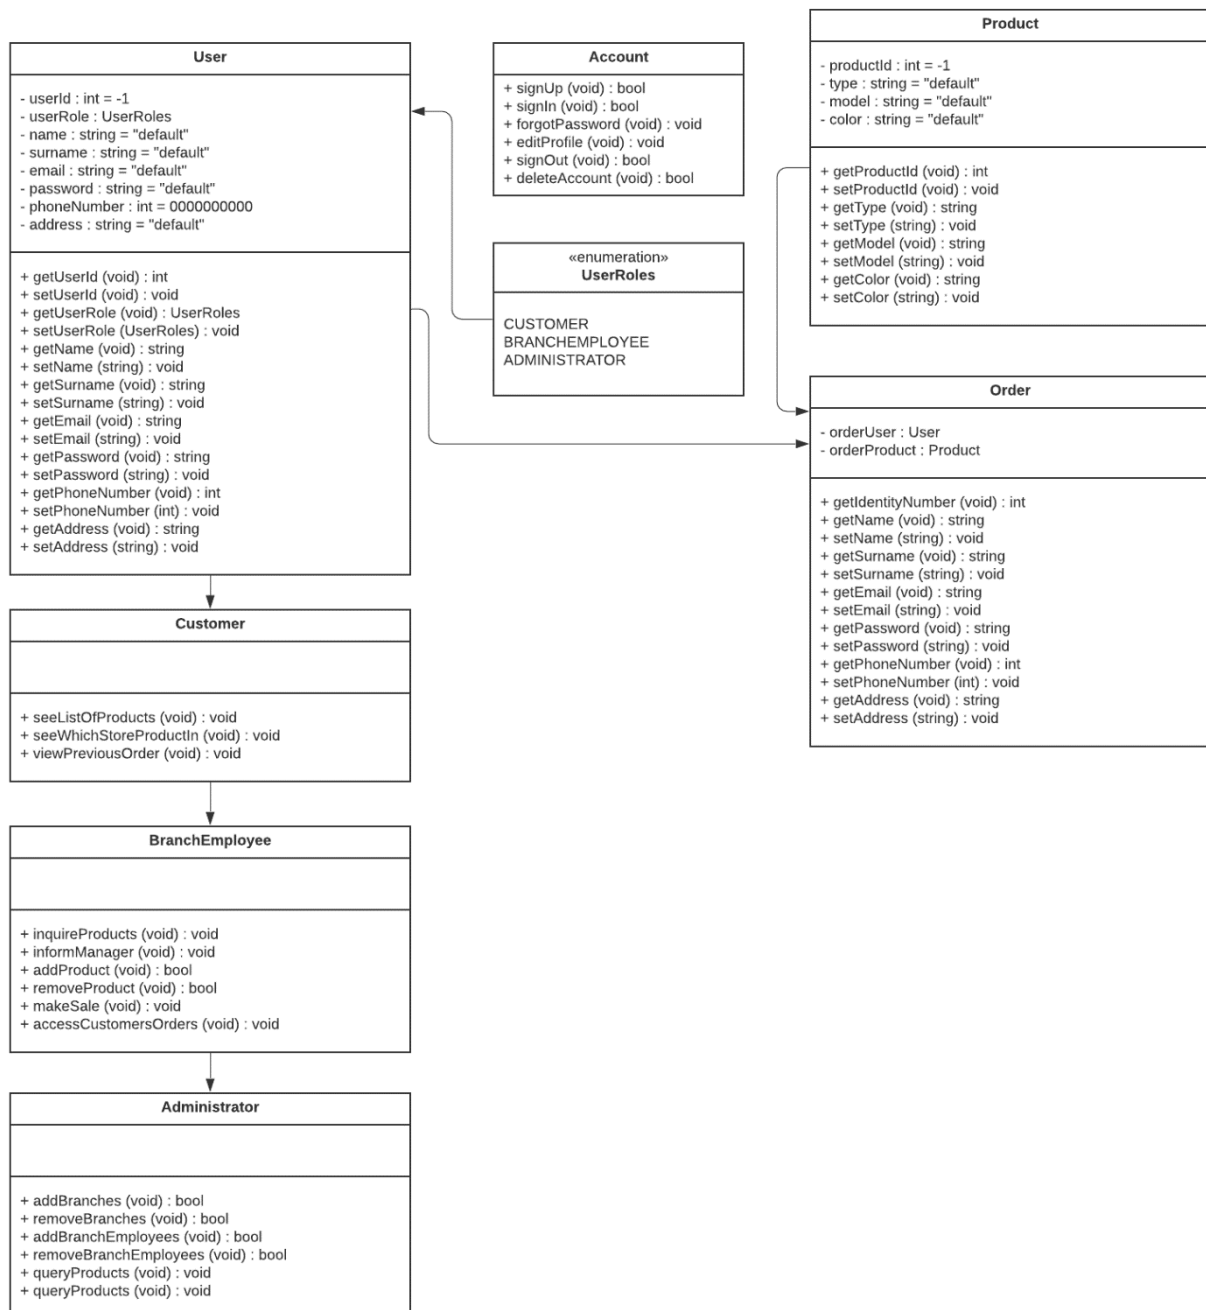 User
- userId : int = -1
- userRole : UserRoles
- name : string = "default"
- surname : string = "default"
- email : string = "default"
- password : string = "default"
- phoneNumber : int = 0000000000
- address : string = "default"
+ getUserId (void) : int
+ setUserId (void) : void
+ getUserRole (void) : UserRoles
+ setUserRole (UserRoles) : void
+ getName (void) : string
+ setName (string) : void
+ getSurname (void) : string
+ setSurname (string) : void
+ getEmail (void) : string
+ setEmail (string) : void
+ getPassword (void) : string
+ setPassword (string) : void
+ getPhoneNumber (void) : int
+ setPhoneNumber (int) : void
+ getAddress (void) : string
+ setAddress (string) : void
Account
+ signUp (void) : bool
+ signIn (void) : bool
+ forgotPassword (void) : void
+ editProfile (void) : void
+ signOut (void) : bool
+ deleteAccount (void) : bool
«enumeration»
UserRoles
CUSTOMER
BRANCHEMPLOYEE
ADMINISTRATOR
Product
- productId : int = -1
- type : string = "default"
- model : string = "default"
- color : string = "default"
+ getProductId (void) : int
+ setProductId (void) : void
+ getType (void) : string
+ setType (string) : void
+ getModel (void) : string
+ setModel (string) : void
+ getColor (void) : string
+ setColor (string) : void
Order
- orderUser : User
- orderProduct : Product
+ getIdentityNumber (void) : int
+ getName (void) : string
+ setName (string) : void
+ getSurname (void) : string
+ setSurname (string) : void
+ getEmail (void) : string
+ setEmail (string) : void
+ getPassword (void) : string
+ setPassword (string) : void
+ getPhoneNumber (void) : int
+ setPhoneNumber (int) : void
+ getAddress (void) : string
+ setAddress (string) : void
Customer
+ seeListOfProducts (void) : void
+ seeWhichStoreProductIn (void) : void
+ viewPreviousOrder (void) : void
BranchEmployee
+ inquireProducts (void) : void
+ informManager (void) : void
+ addProduct (void) : bool
+ removeProduct (void) : bool
+ makeSale (void) : void
+ accessCustomersOrders (void) : void
Administrator
+ addBranches (void) : bool
+ removeBranches (void) : bool
+ addBranchEmployees (void) : bool
+ removeBranchEmployees (void) : bool
+ queryProducts (void) : void
+ queryProducts (void) : void